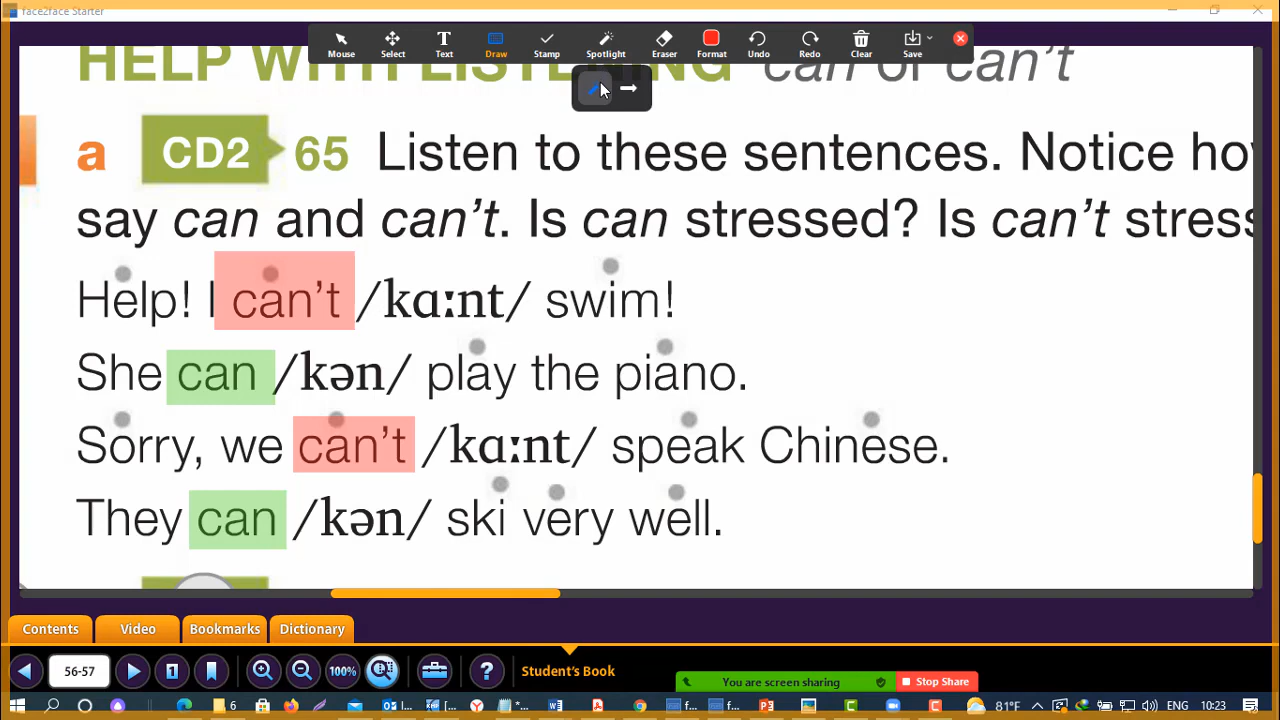 face2face Starter
Mouse Select Text Draw Stamp Spotlight Eraser Format Undo Redo Clear Save
HELP WITH LISTENING can or can't
a CD2 65 Listen to these sentences. Notice
say can and can't. Is can stressed? Is can't
Help! I can't /kɑːnt/ swim!
She can /kən/ play the piano.
Sorry, we can't /kɑːnt/ speak Chinese.
They can /kən/ ski very well.
Contents Video Bookmarks Dictionary
56-57 1 100% ? Student's Book
You are screen sharing Stop Share
6 81°F ENG 10:23